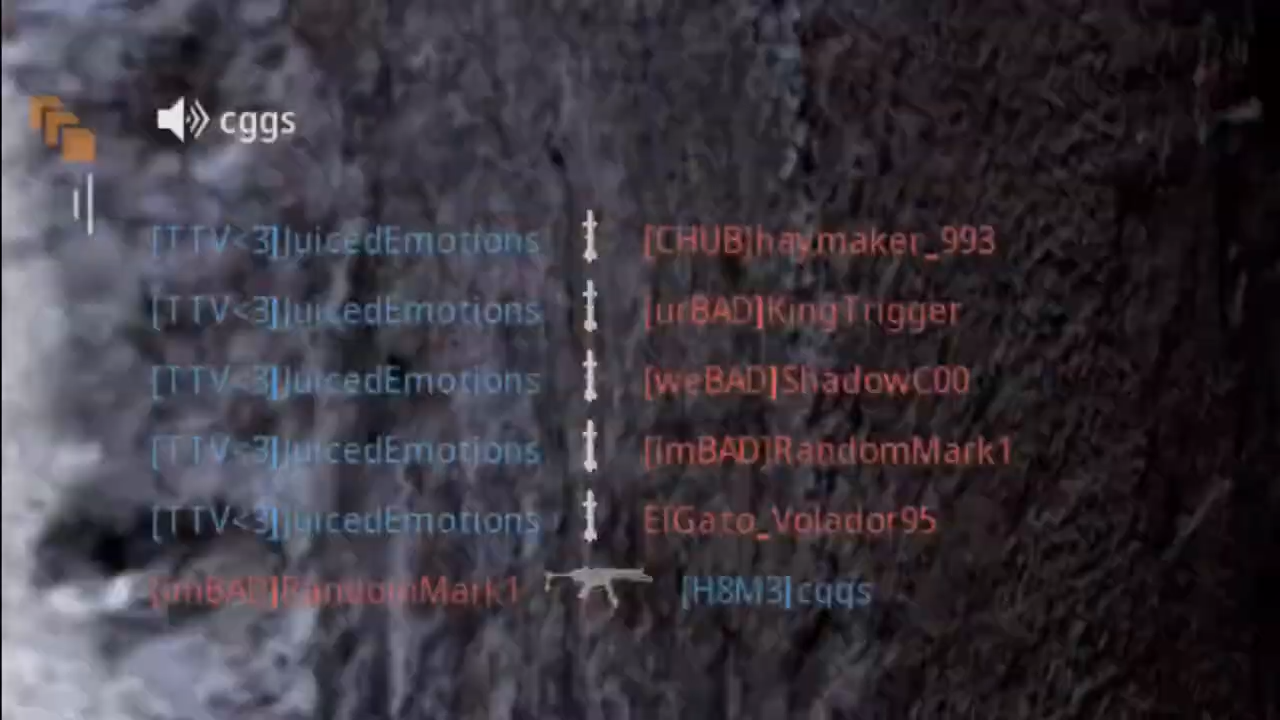 cggs
[TTV<3]JuicedEmotions [CHUB]haymaker_993
[TTV<3]JuicedEmotions [urBAD]KingTrigger
[TTV<3]JuicedEmotions [weBAD]ShadowC00
[TTV<3]JuicedEmotions [imBAD]RandomMark1
[TTV<3]JuicedEmotions ElGato_Volador95
[imBAD]RandomMark1 [H8M3]cggs